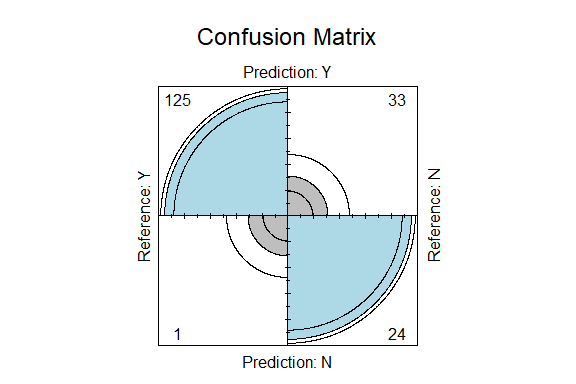 Confusion Matrix
Prediction: Y
125
33
Reference: Y
Reference: N
1
24
Prediction: N